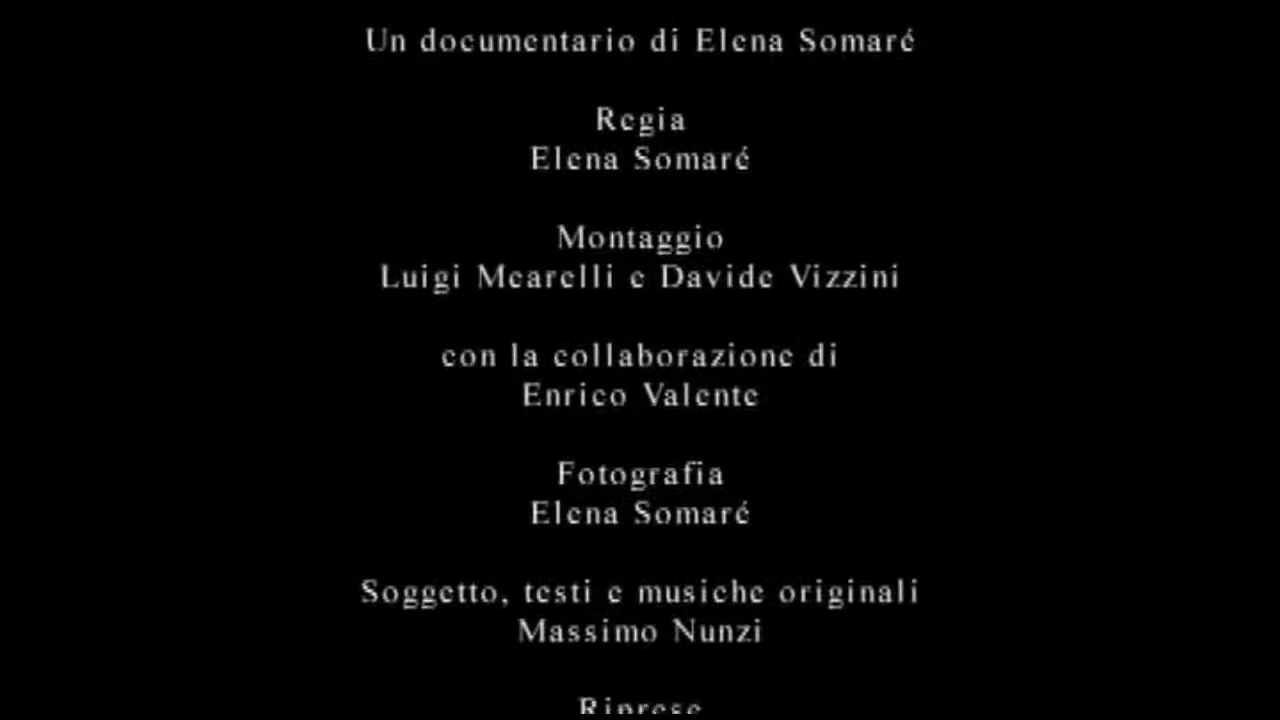 Un documentario di Elena Somaré
Regia
Elena Somaré
Montaggio
Luigi Mearelli e Davide Vizzini
con la collaborazione di
Enrico Valente
Fotografia
Elena Somaré
Soggetto, testi e musiche originali
Massimo Nunzi
Riprese